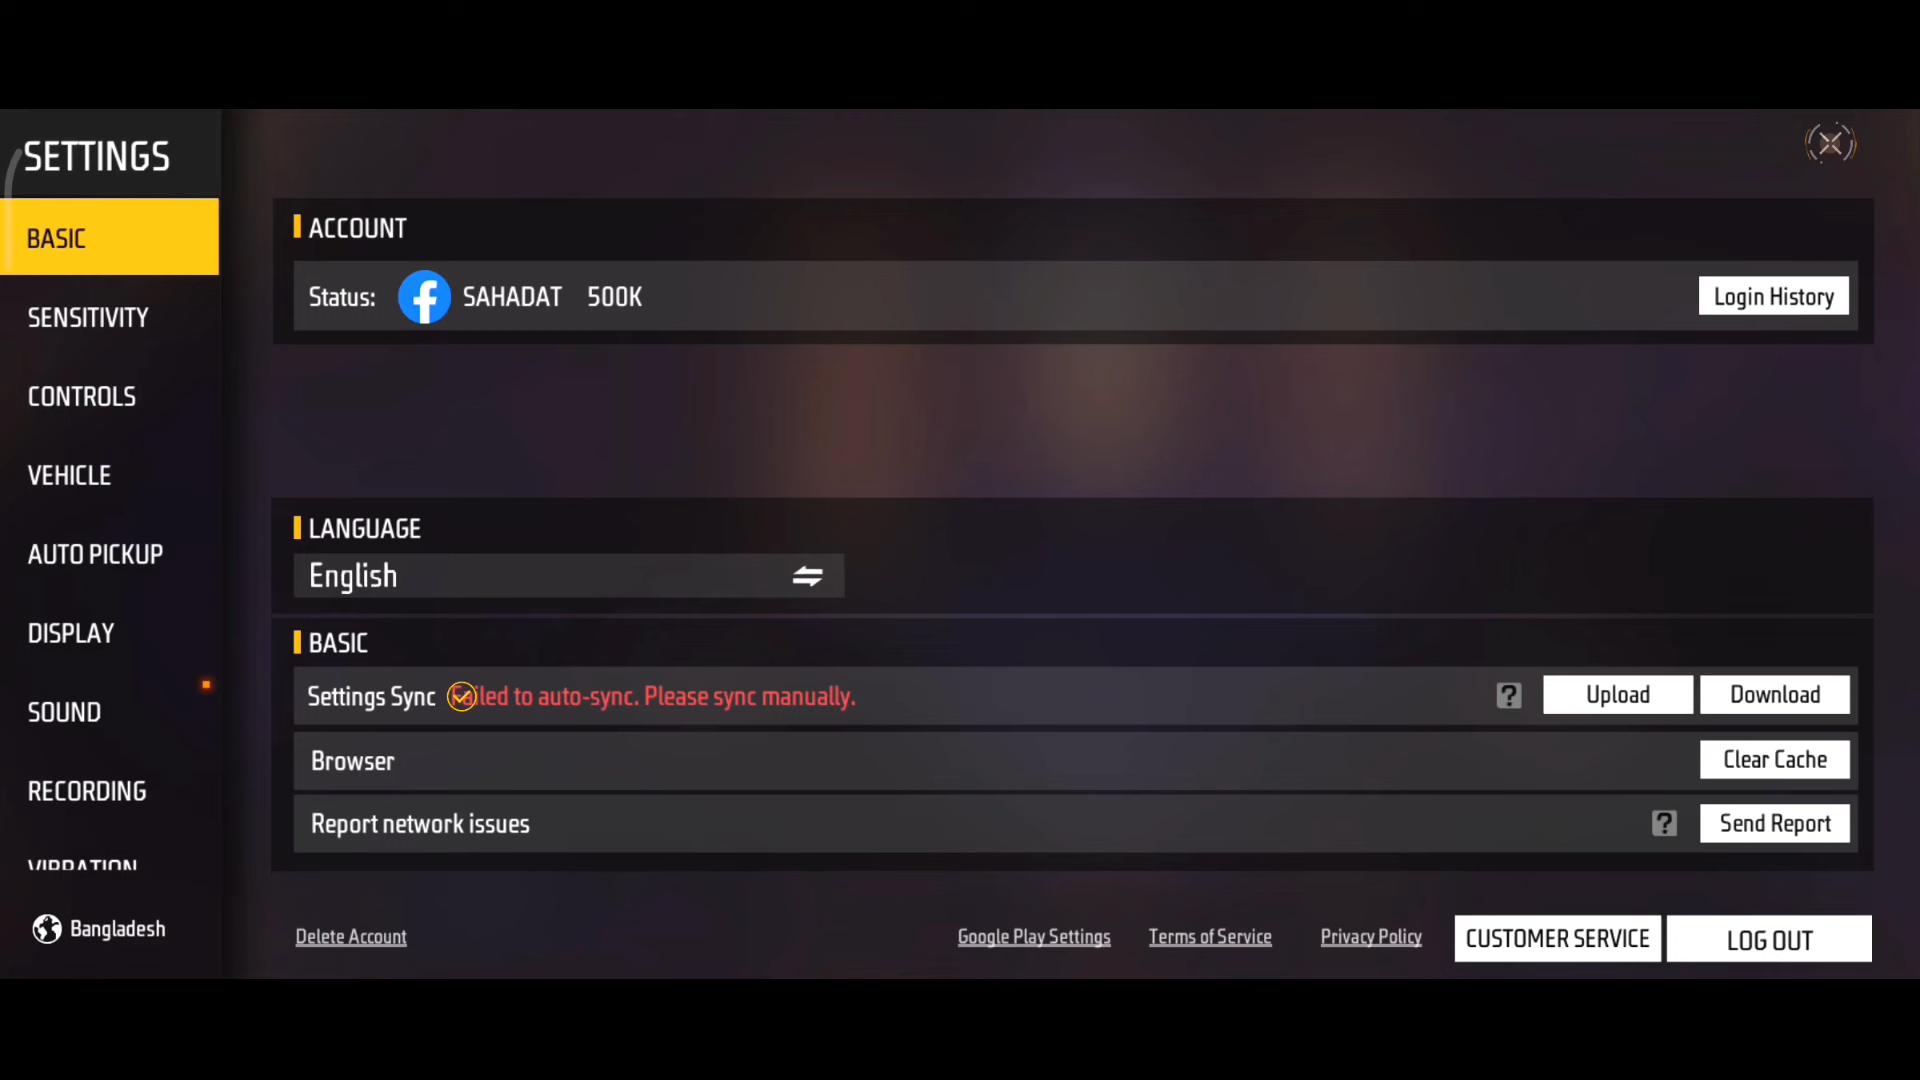 SETTINGS
BASIC
SENSITIVITY
CONTROLS
VEHICLE
AUTO PICKUP
DISPLAY
SOUND
RECORDING
VIBRATION
Bangladesh
ACCOUNT
Status: SAHADAT 500K
Login History
LANGUAGE
English
BASIC
Settings Sync Failed to auto-sync. Please sync manually.
? Upload Download
Browser
Clear Cache
Report network issues
? Send Report
Delete Account
Google Play Settings
Terms of Service
Privacy Policy
CUSTOMER SERVICE
LOG OUT